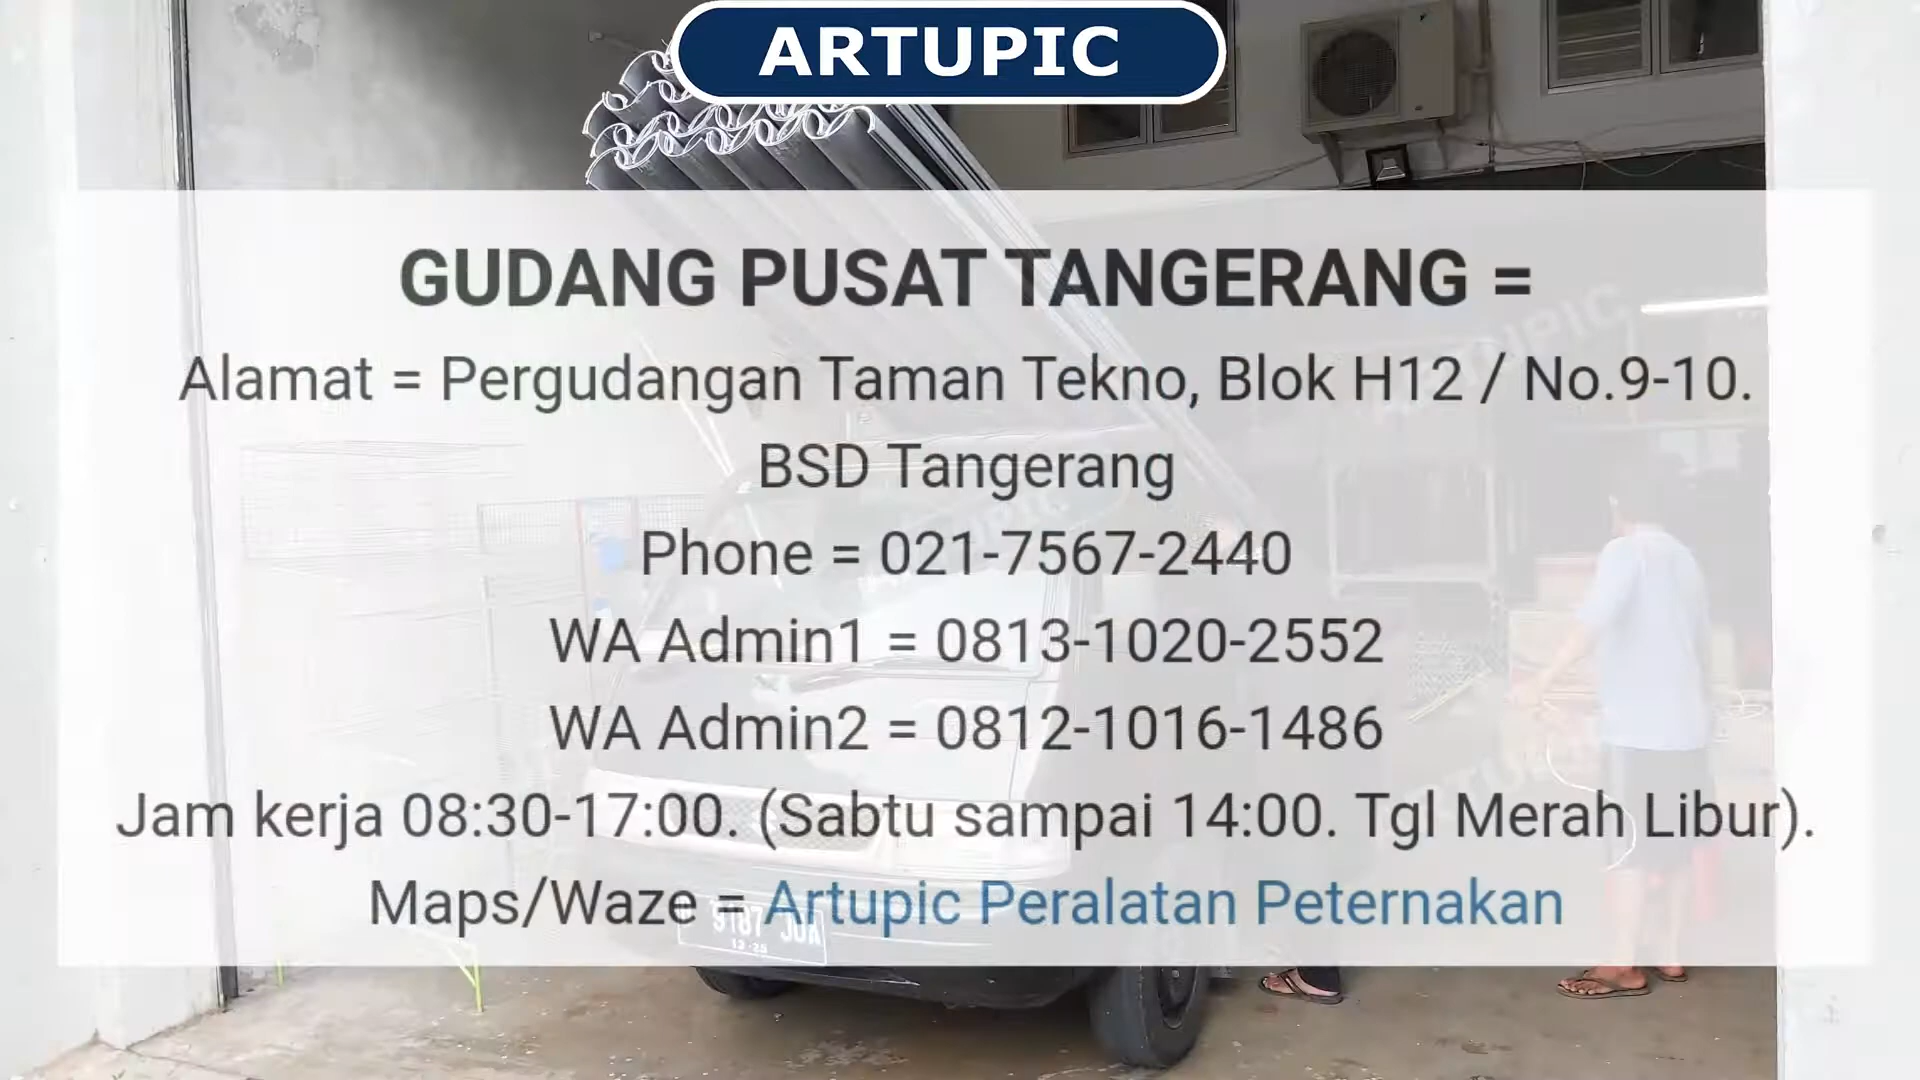 ARTUPIC
GUDANG PUSAT TANGERANG =
Alamat = Pergudangan Taman Tekno, Blok H12 / No.9-10.
BSD Tangerang
Phone = 021-7567-2440
WA Admin1 = 0813-1020-2552
WA Admin2 = 0812-1016-1486
Jam kerja 08:30-17:00. (Sabtu sampai 14:00. Tgl Merah Libur).
Maps/Waze = Artupic Peralatan Peternakan
12·25